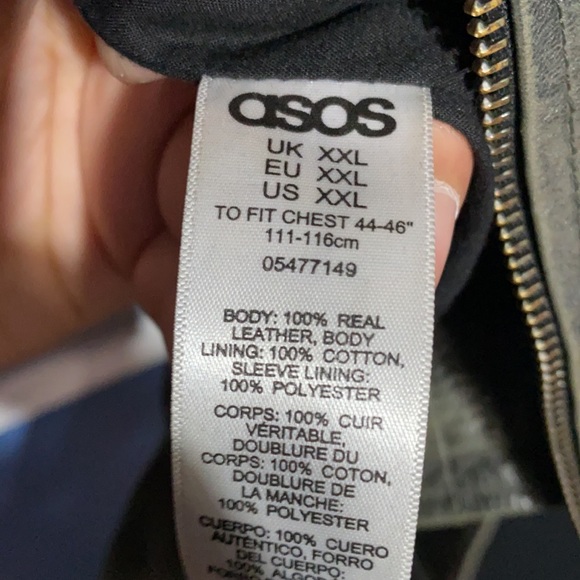 asos
UK XXL
EU XXL
US XXL
TO FIT CHEST 44-46"
111-116cm
05477149
BODY: 100% REAL
LEATHER, BODY
LINING: 100% COTTON,
SLEEVE LINING:
100% POLYESTER
CORPS: 100% CUIR
VÉRITABLE,
DOUBLURE DU
CORPS: 100% COTON,
DOUBLURE DE
LA MANCHE:
100% POLYESTER
CUERPO: 100% CUERO
AUTÉNTICO, FORRO
DEL CUERPO:
100%